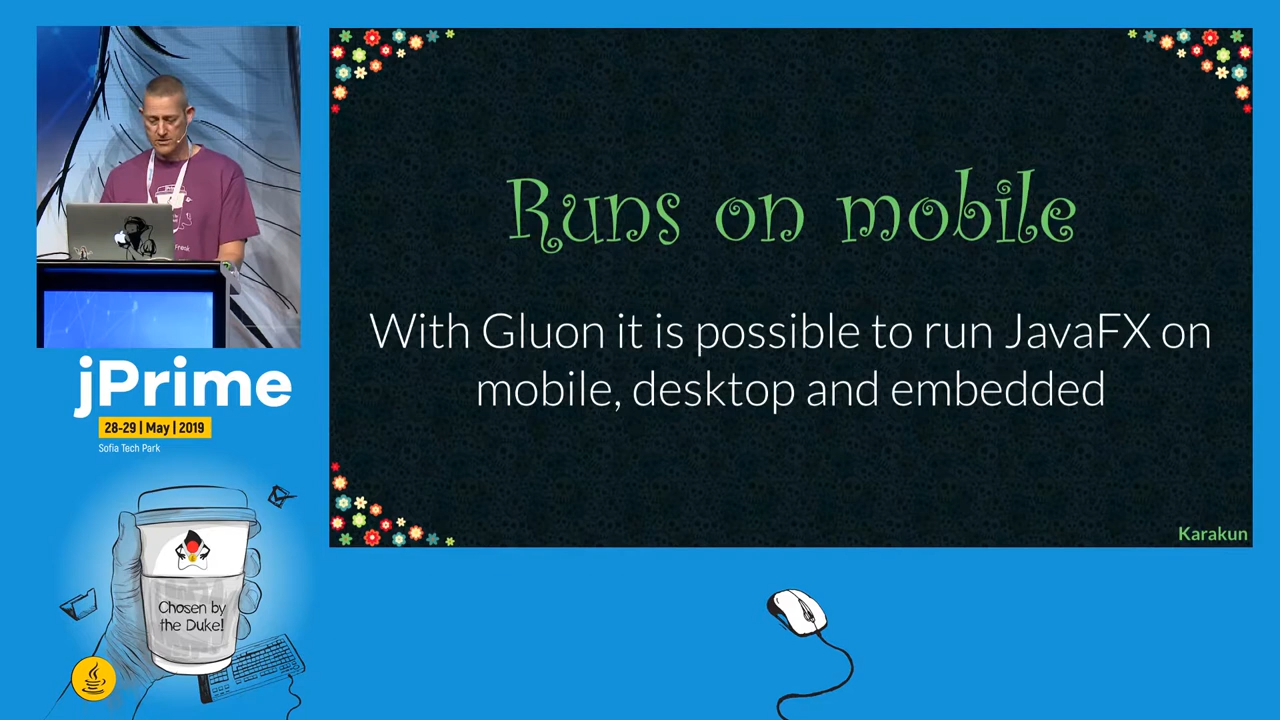 Runs on mobile
With Gluon it is possible to run JavaFX on
mobile, desktop and embedded
Karakun
jPrime
28-29 | May | 2019
Sofia Tech Park
Chosen by
the Duke!